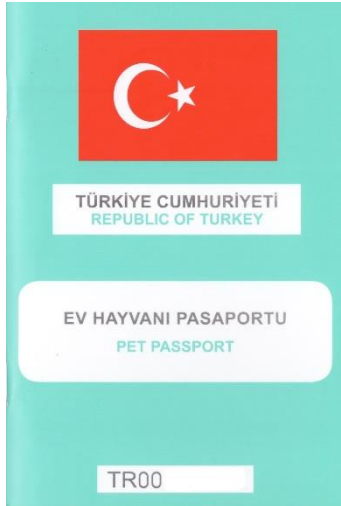 TÜRKİYE CUMHURİYETİ
REPUBLIC OF TURKEY
EV HAYVANI PASAPORTU
PET PASSPORT
TR00